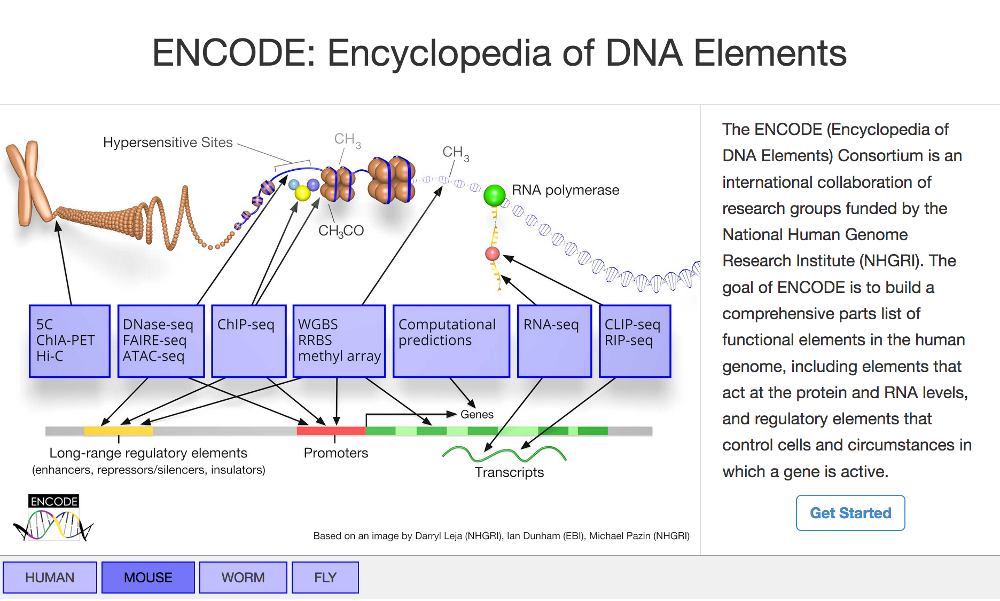 ENCODE: Encyclopedia of DNA Elements
Hypersensitive Sites
CH3
CH3
RNA polymerase
CH3CO
5C
ChIA-PET
Hi-C
DNase-seq
FAIRE-seq
ATAC-seq
ChIP-seq
WGBS
RRBS
methyl array
Computational
predictions
RNA-seq
CLIP-seq
RIP-seq
Genes
Long-range regulatory elements
(enhancers, repressors/silencers, insulators)
Promoters
Transcripts
ENCODE
Based on an image by Darryl Leja (NHGRI), Ian Dunham (EBI), Michael Pazin (NHGRI)
The ENCODE (Encyclopedia of
DNA Elements) Consortium is an
international collaboration of
research groups funded by the
National Human Genome
Research Institute (NHGRI). The
goal of ENCODE is to build a
comprehensive parts list of
functional elements in the human
genome, including elements that
act at the protein and RNA levels,
and regulatory elements that
control cells and circumstances in
which a gene is active.
Get Started
HUMAN
MOUSE
WORM
FLY